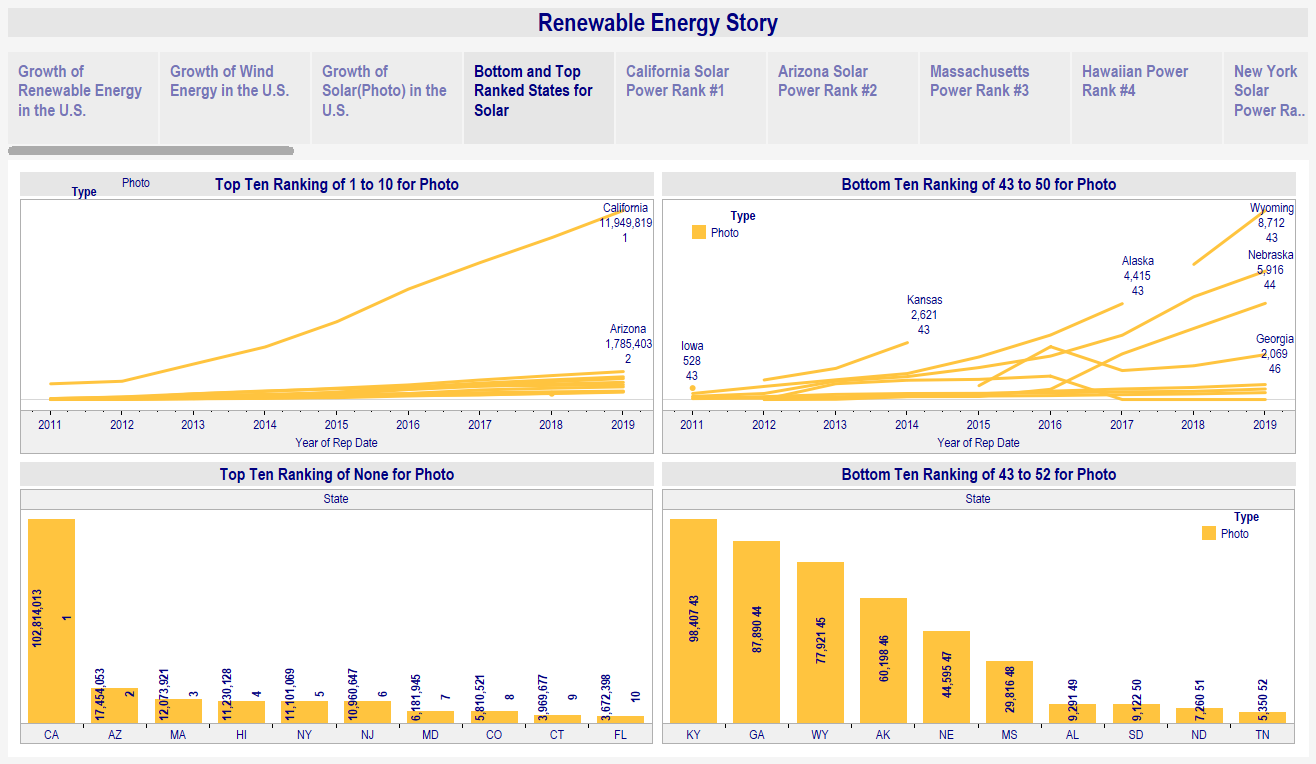 Renewable Energy Story
Growth of
Renewable Energy
in the U.S.
Growth of Wind
Energy in the U.S.
Growth of
Solar(Photo) in the
U.S.
Bottom and Top
Ranked States for
Solar
California Solar
Power Rank #1
Arizona Solar
Power Rank #2
Massachusetts
Power Rank #3
Hawaiian Power
Rank #4
New York
Solar
Power Ra..
Type
Photo
Top Ten Ranking of 1 to 10 for Photo
California
11,949,819
1
Arizona
1,785,403
2
2011 2012 2013 2014 2015 2016 2017 2018 2019
Year of Rep Date
Bottom Ten Ranking of 43 to 50 for Photo
Type
Photo
Wyoming
8,712
43
Nebraska
5,916
44
Alaska
4,415
43
Kansas
2,621
43
Georgia
2,069
46
Iowa
528
43
2011 2012 2013 2014 2015 2016 2017 2018 2019
Year of Rep Date
Top Ten Ranking of None for Photo
State
102,814,013
1
17,454,053
2
12,073,921
3
11,230,128
4
11,101,069
5
10,960,647
6
6,181,945
7
5,810,521
8
3,969,677
9
3,672,398
10
CA AZ MA HI NY NJ MD CO CT FL
Bottom Ten Ranking of 43 to 52 for Photo
State
Type
Photo
98,407 43
87,890 44
77,921 45
60,198 46
44,595 47
29,816 48
9,291 49
9,122 50
7,260 51
5,350 52
KY GA WY AK NE MS AL SD ND TN